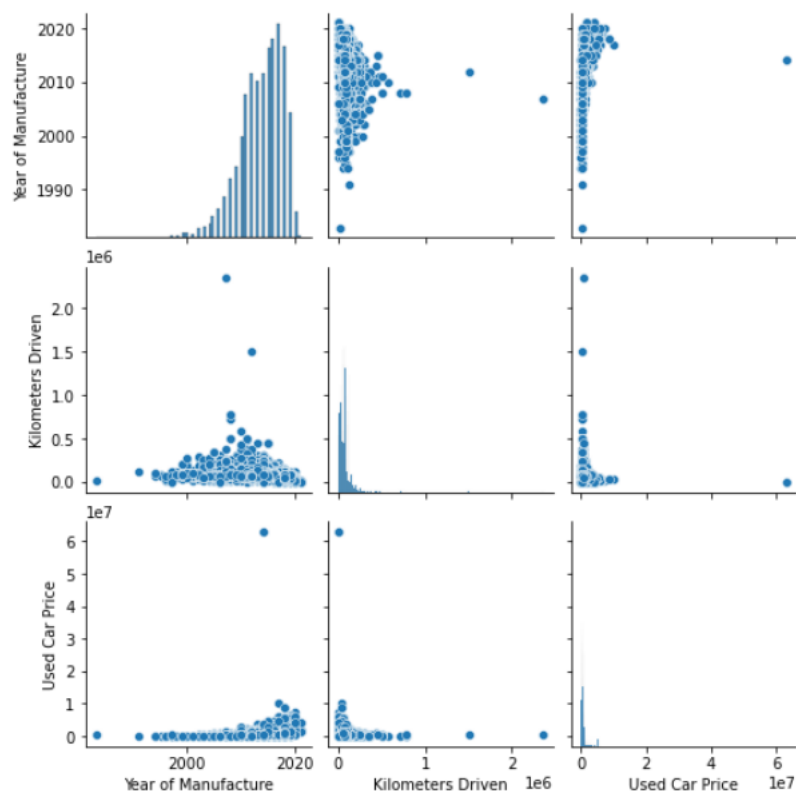 2020
2010
2000
1990
Year of Manufacture
1e6
2.0
1.5
1.0
0.5
0.0
Kilometers Driven
1e7
6
5
4
3
2
1
0
Used Car Price
2000 2020
Year of Manufacture
0 1 2
1e6
Kilometers Driven
0 2 4 6
1e7
Used Car Price